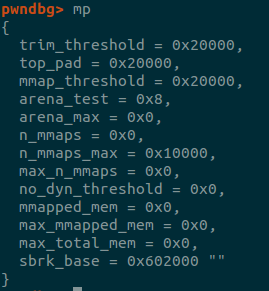 pwndbg> mp
{
  trim_threshold = 0x20000,
  top_pad = 0x20000,
  mmap_threshold = 0x20000,
  arena_test = 0x8,
  arena_max = 0x0,
  n_mmaps = 0x0,
  n_mmaps_max = 0x10000,
  max_n_mmaps = 0x0,
  no_dyn_threshold = 0x0,
  mmapped_mem = 0x0,
  max_mmapped_mem = 0x0,
  max_total_mem = 0x0,
  sbrk_base = 0x602000 ""
}